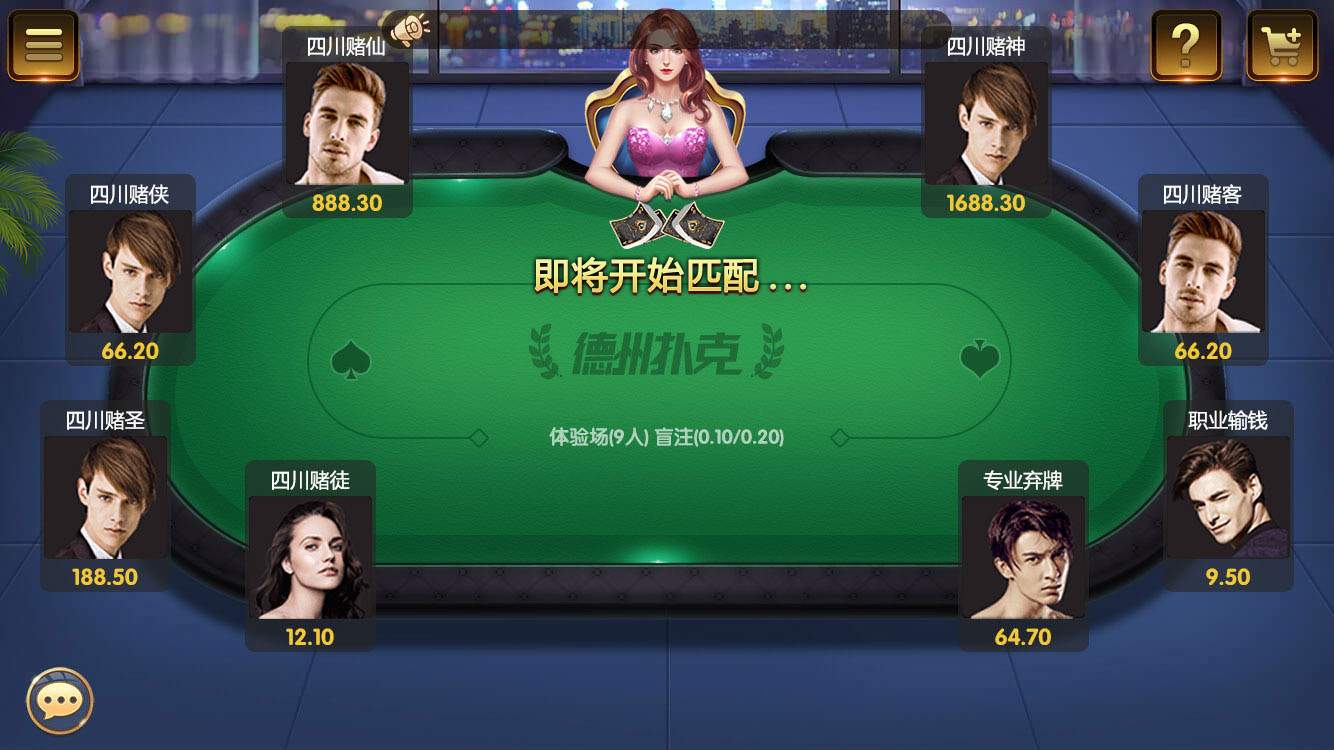 四川赌仙
888.30
四川赌神
1688.30
?
四川赌侠
66.20
四川赌客
66.20
即将开始匹配...
德州扑克
体验场(9人) 盲注(0.10/0.20)
四川赌圣
188.50
职业输钱
9.50
四川赌徒
12.10
专业弃牌
64.70